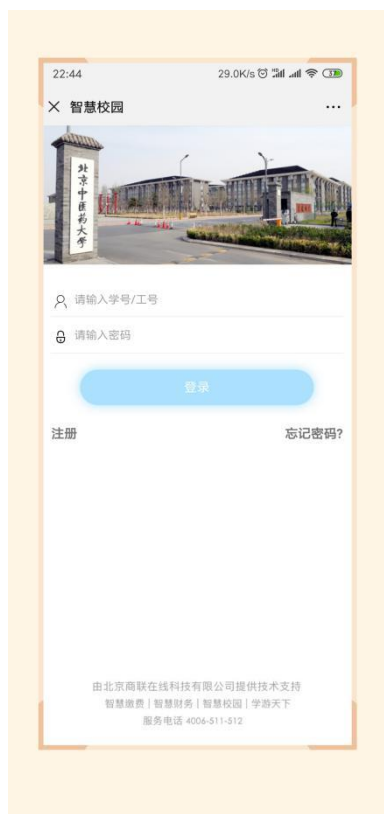 22:44 29.0K/s
智慧校园
北京中医药大学
请输入学号/工号
请输入密码
登录
注册 忘记密码?
由北京商联在线科技有限公司提供技术支持
智慧缴费 | 智慧财务 | 智慧校园 | 学游天下
服务电话 4006-511-512